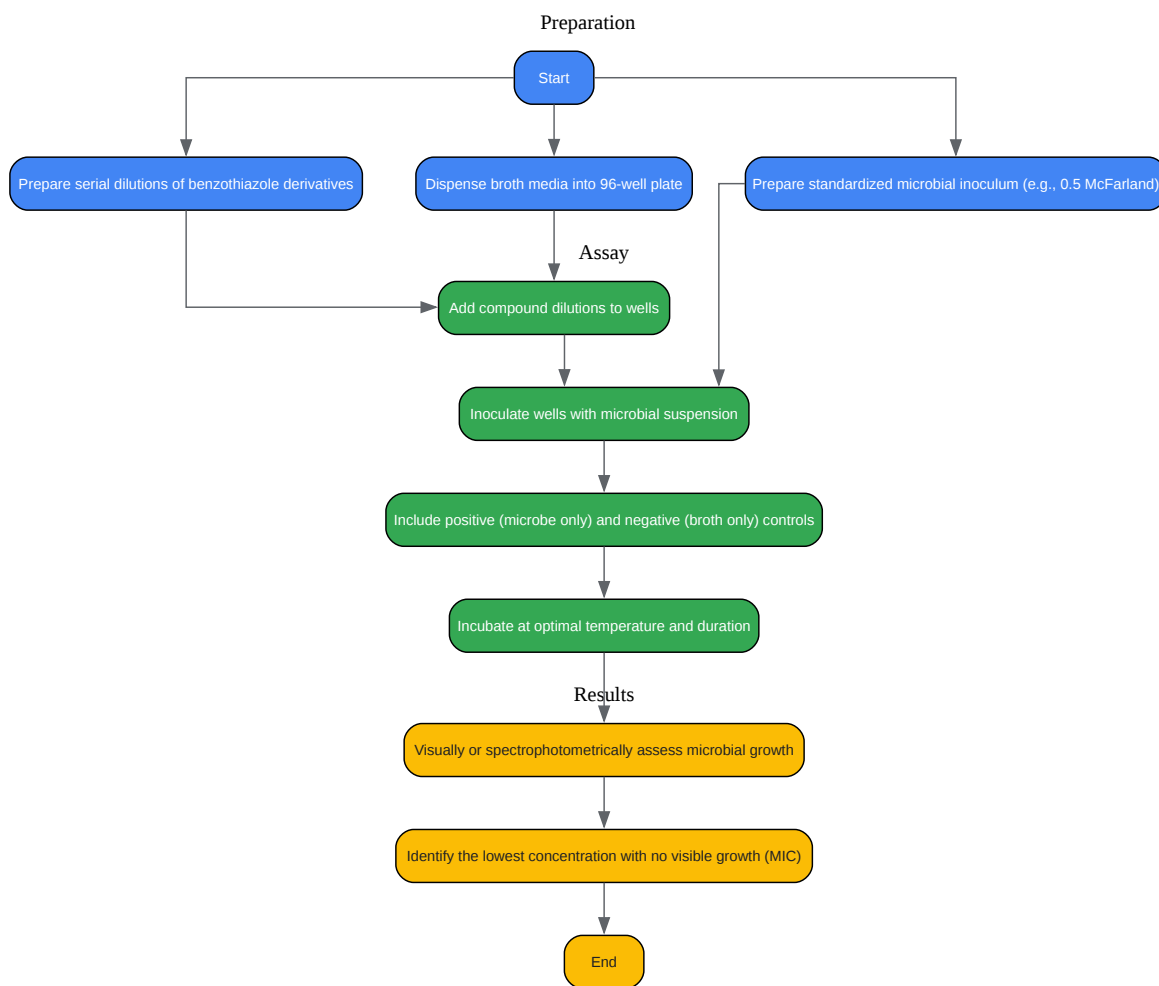 Preparation
Start
Prepare serial dilutions of benzothiazole derivatives
Dispense broth media into 96-well plate
Prepare standardized microbial inoculum (e.g., 0.5 McFarland)
Assay
Add compound dilutions to wells
Inoculate wells with microbial suspension
Include positive (microbe only) and negative (broth only) controls
Incubate at optimal temperature and duration
Results
Visually or spectrophotometrically assess microbial growth
Identify the lowest concentration with no visible growth (MIC)
End